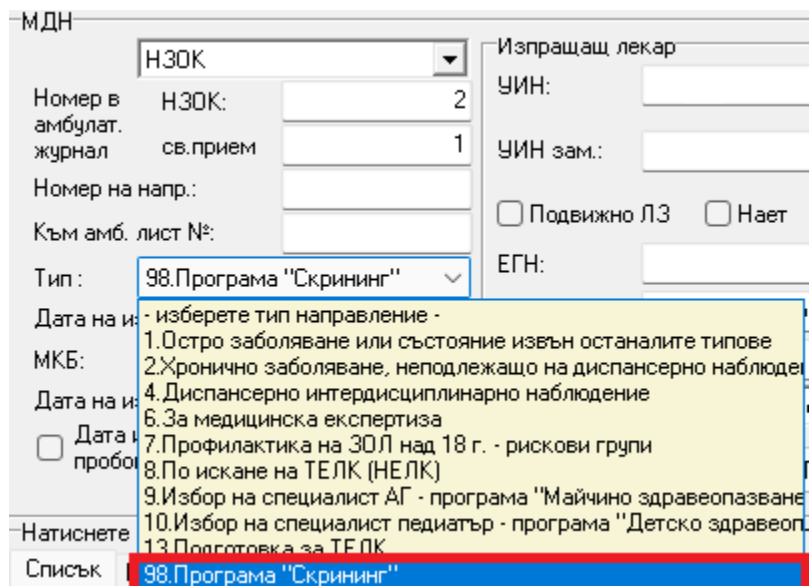 МДН
НЗОК
Изпращащ лекар
Номер в амбулат. журнал
НЗОК: 2
УИН:
св.прием 1
УИН зам.:
Номер на напр.:
Подвижно ЛЗ Нает
Към амб. лист №:
ЕГН:
Тип : 98.Програма "Скрининг"
Дата на из
- изберете тип направление -
1.Остро заболяване или състояние извън останалите типове
МКБ:
2.Хронично заболяване, неподлежащо на диспансерно наблюде
Дата на из
4.Диспансерно интердисциплинарно наблюдение
6.За медицинска експертиза
Дата и
пробо
7.Профилактика на ЗОЛ над 18 г. - рискови групи
8.По искане на ТЕЛК (НЕЛК)
9.Избор на специалист АГ - програма "Майчино здравеопазване
10.Избор на специалист педиатър - програма "Детско здравеоп
Натиснете
13.Подготовка за ТЕЛК
Списък
98.Програма "Скрининг"